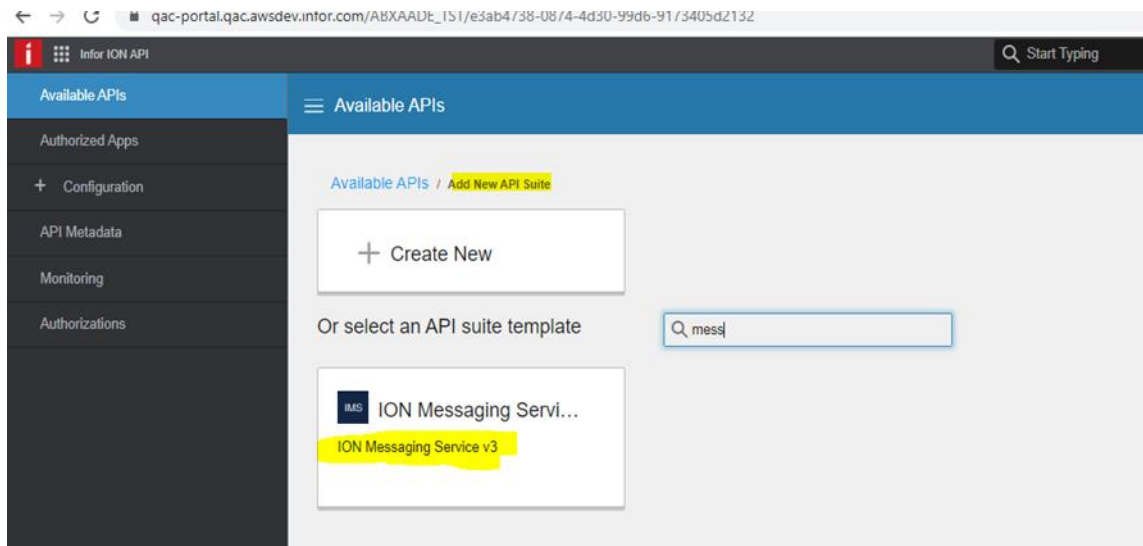 qac-portal.qac.awsdev.infor.com/ABXAADE_TST/e3ab4738-0874-4d30-99d6-9173405d2132
i Infor ION API
Start Typing
Available APIs
Authorized Apps
+ Configuration
API Metadata
Monitoring
Authorizations
Available APIs
Available APIs / Add New API Suite
+ Create New
Or select an API suite template
mess
IMS ION Messaging Servi...
ION Messaging Service v3